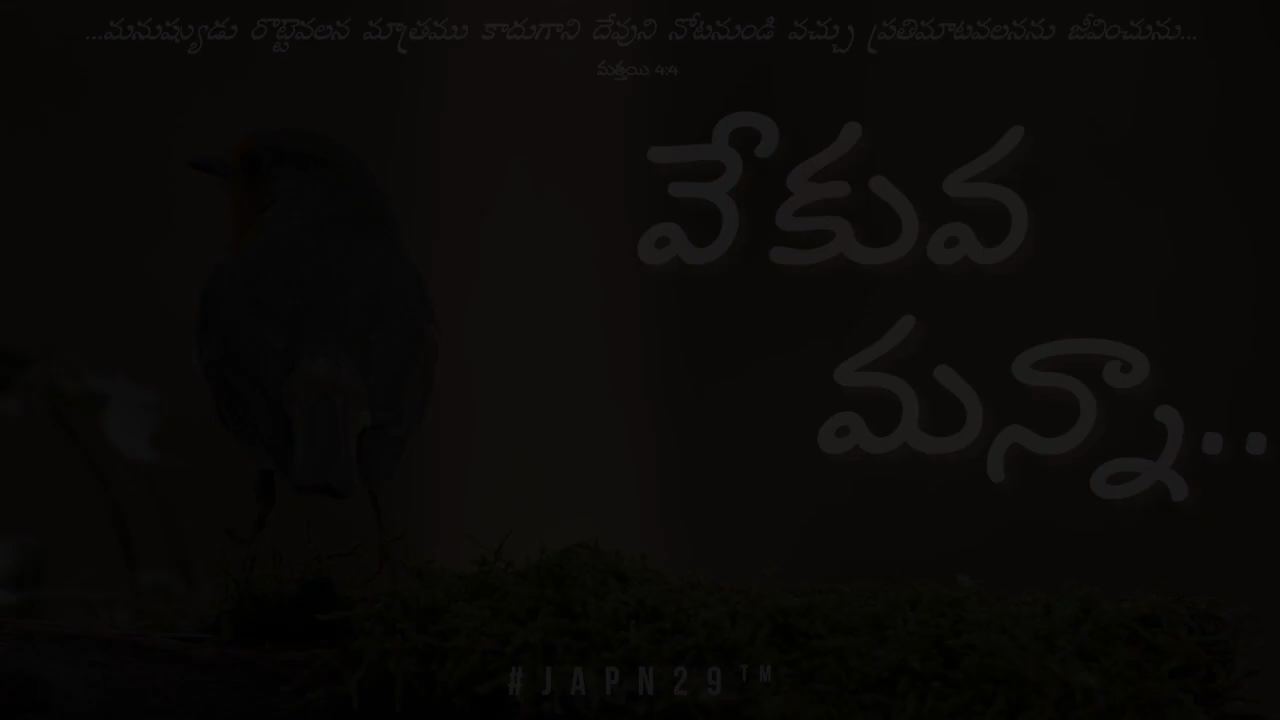 ...మనుష్యుడు రొట్టెవలన మాత్రము కాదుగాని దేవుని నోటనుండి వచ్చు ప్రతిమాటవలనను జీవించును...
మత్తయి 4:4
వేకువ
మన్నా..
#JAPN29™